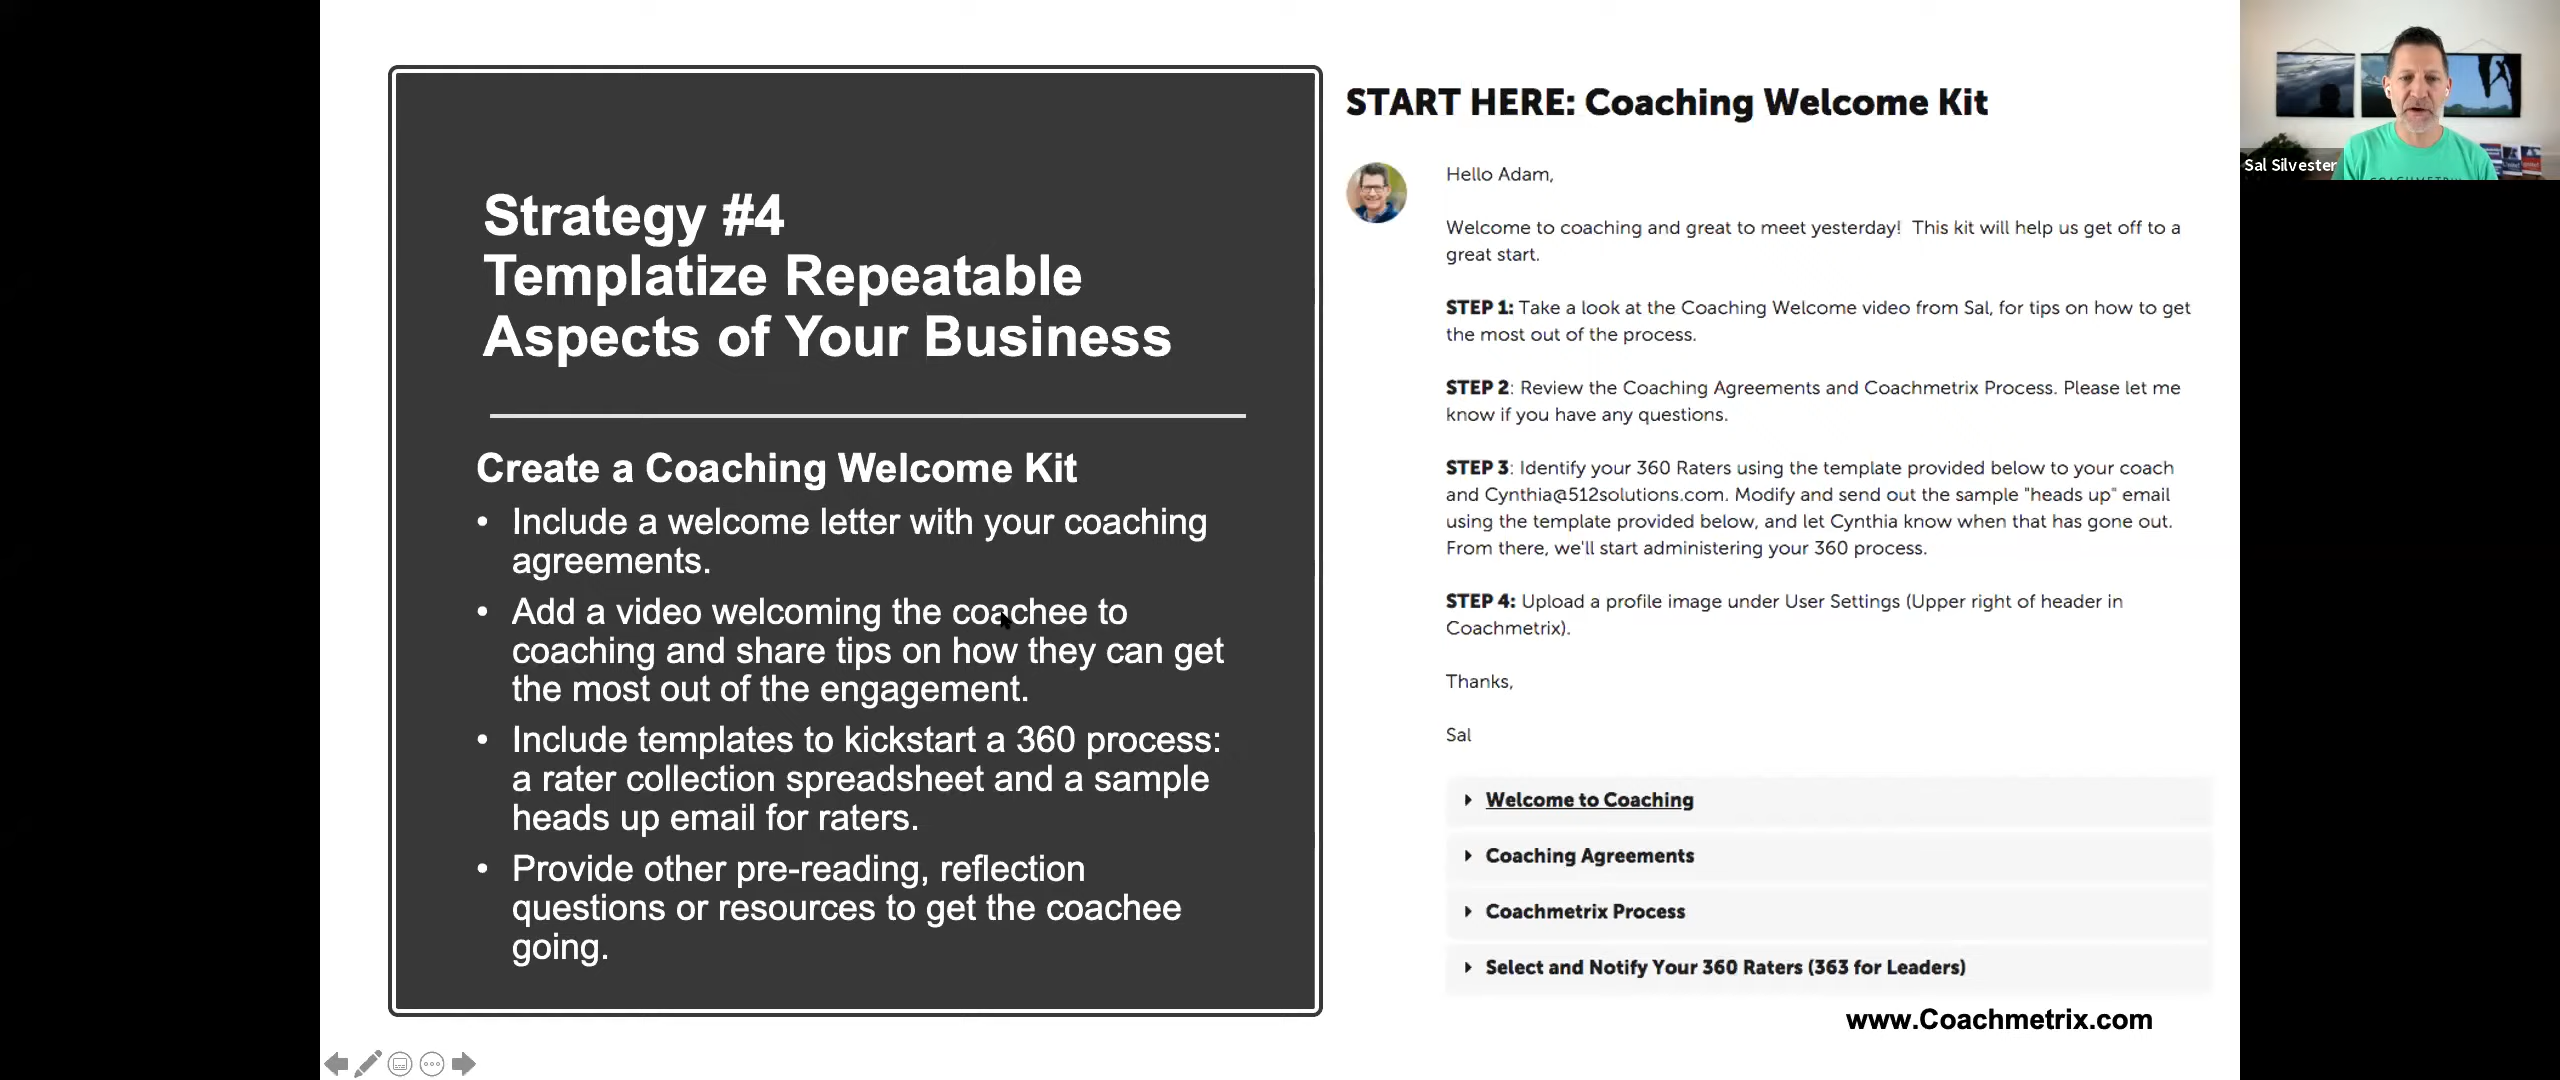 Strategy #4
Templatize Repeatable
Aspects of Your Business
Create a Coaching Welcome Kit
• Include a welcome letter with your coaching
agreements.
• Add a video welcoming the coachee to
coaching and share tips on how they can get
the most out of the engagement.
• Include templates to kickstart a 360 process:
a rater collection spreadsheet and a sample
heads up email for raters.
• Provide other pre-reading, reflection
questions or resources to get the coachee
going.
START HERE: Coaching Welcome Kit
Hello Adam,
Welcome to coaching and great to meet yesterday! This kit will help us get off to a
great start.
STEP 1: Take a look at the Coaching Welcome video from Sal, for tips on how to get
the most out of the process.
STEP 2: Review the Coaching Agreements and Coachmetrix Process. Please let me
know if you have any questions.
STEP 3: Identify your 360 Raters using the template provided below to your coach
and Cynthia@512solutions.com. Modify and send out the sample "heads up" email
using the template provided below, and let Cynthia know when that has gone out.
From there, we'll start administering your 360 process.
STEP 4: Upload a profile image under User Settings (Upper right of header in
Coachmetrix).
Thanks,
Sal
Welcome to Coaching
Coaching Agreements
Coachmetrix Process
Select and Notify Your 360 Raters (363 for Leaders)
www.Coachmetrix.com
Sal Silvester